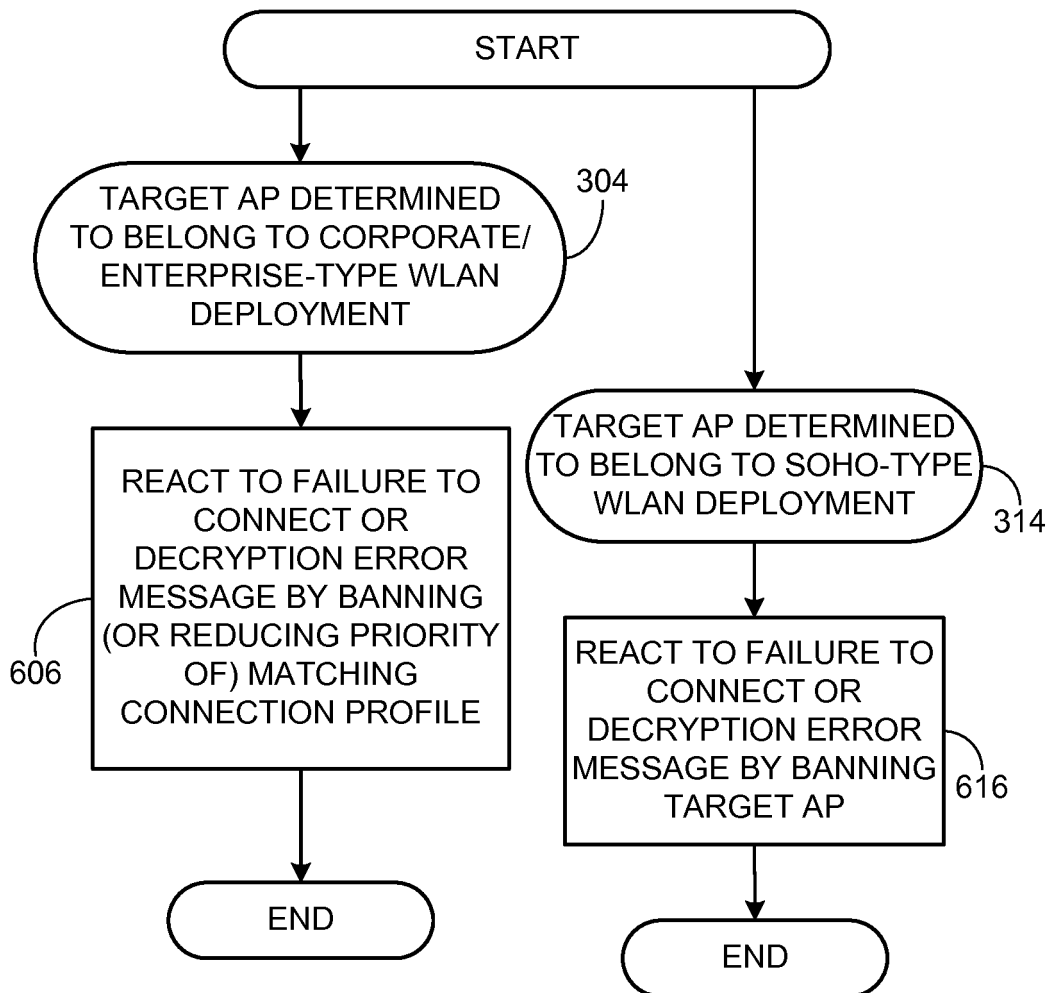 START
TARGET AP DETERMINED
TO BELONG TO CORPORATE/
ENTERPRISE-TYPE WLAN
DEPLOYMENT
304
REACT TO FAILURE TO
CONNECT OR
DECRYPTION ERROR
MESSAGE BY BANNING
(OR REDUCING PRIORITY
OF) MATCHING
CONNECTION PROFILE
606
END
TARGET AP DETERMINED
TO BELONG TO SOHO-TYPE
WLAN DEPLOYMENT
314
REACT TO FAILURE TO
CONNECT OR
DECRYPTION ERROR
MESSAGE BY BANNING
TARGET AP
616
END